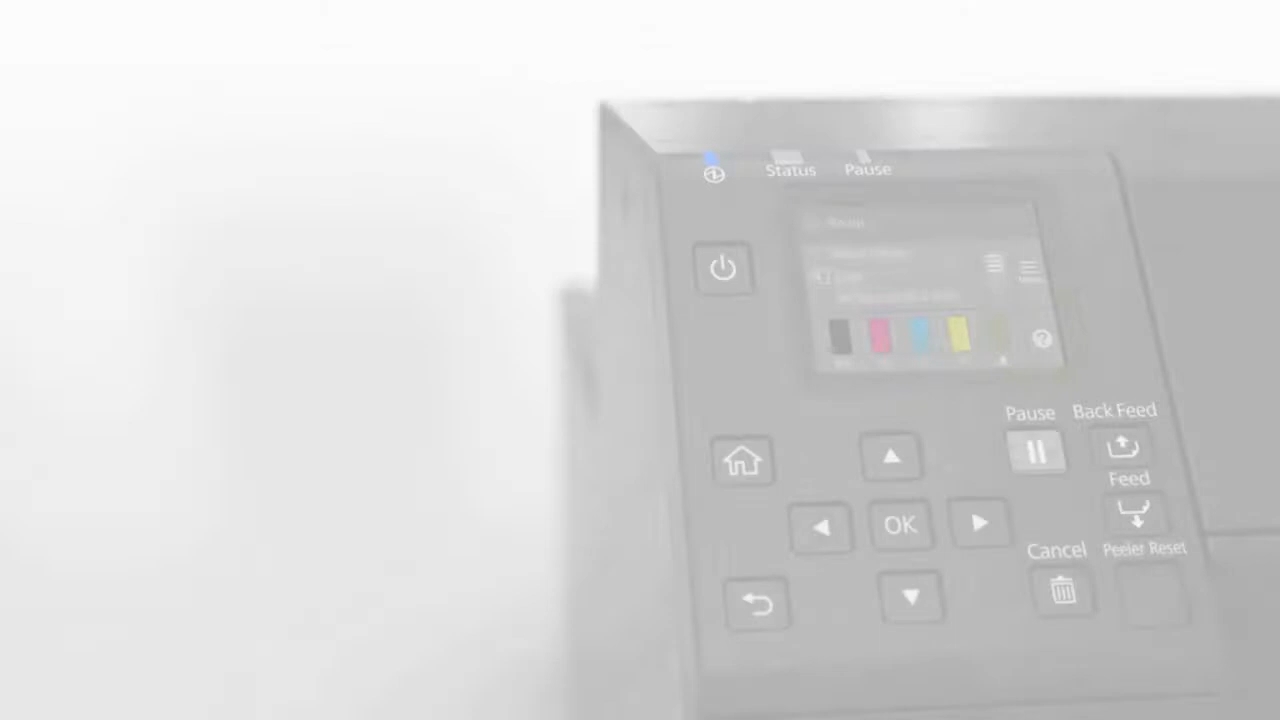 Status Pause
Pause Back Feed
Feed
OK
Cancel Peeler Reset